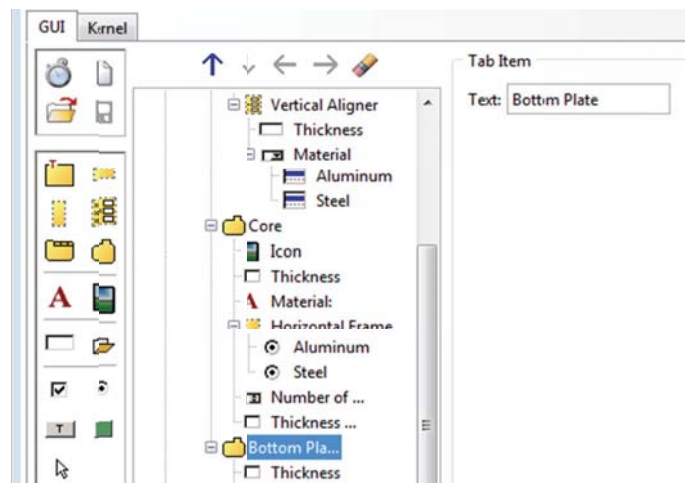 GUI Kernel
Tab Item
Text: Bottom Plate
Vertical Aligner
Thickness
Material
Aluminum
Steel
Core
Icon
Thickness
A Material:
Horizontal Frame
Aluminum
Steel
Number of ...
Thickness ...
Bottom Pla...
Thickness
T
A
T